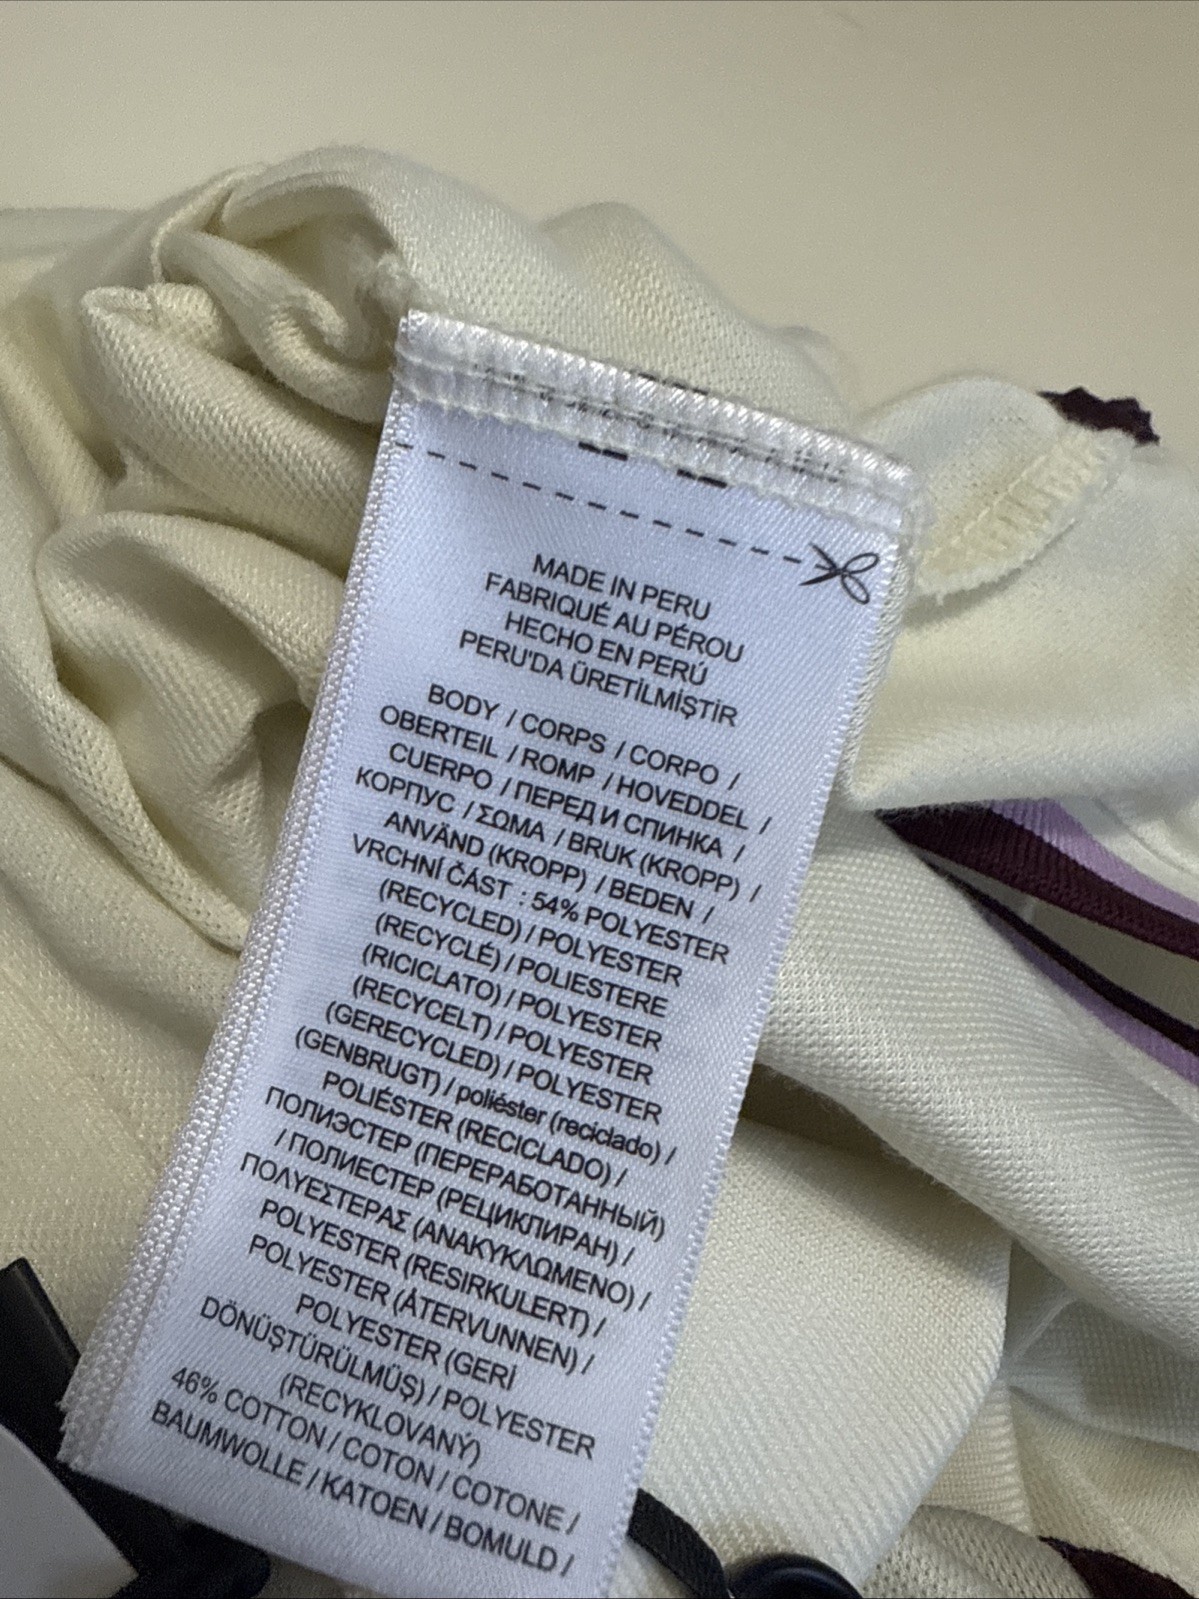 MADE IN PERU
FABRIQUÉ AU PÉROU
HECHO EN PERÚ
PERU'DA ÜRETİLMİŞTİR
BODY / CORPS / CORPO /
OBERTEIL / ROMP / HOVEDDEL /
CUERPO / ПЕРЕД И СПИНКА /
КОРПУС / ΣΩΜΑ / BRUK (KROPP) /
ANVÄND (KROPP) / BEDEN /
VRCHNÍ ČÁST : 54% POLYESTER
(RECYCLED) / POLYESTER
(RECYCLÉ) / POLIESTERE
(RICICLATO) / POLYESTER
(RECYCELT) / POLYESTER
(GERECYCLED) / POLYESTER
(GENBRUGT) / poliéster (reciclado) /
POLIÉSTER (RECICLADO) /
ПОЛИЭСТЕР (ПЕРЕРАБОТАННЫЙ)
/ ПОЛИЕСТЕР (РЕЦИКЛИРАН) /
ΠΟΛΥΕΣΤΕΡΑΣ (ΑΝΑΚΥΚΛΩΜΕΝΟ) /
POLYESTER (RESIRKULERT) /
POLYESTER (ÅTERVUNNEN) /
POLYESTER (GERİ
DÖNÜŞTÜRÜLMÜŞ) / POLYESTER
(RECYKLOVANÝ)
46% COTTON / COTON / COTONE /
BAUMWOLLE / KATOEN / BOMULD /